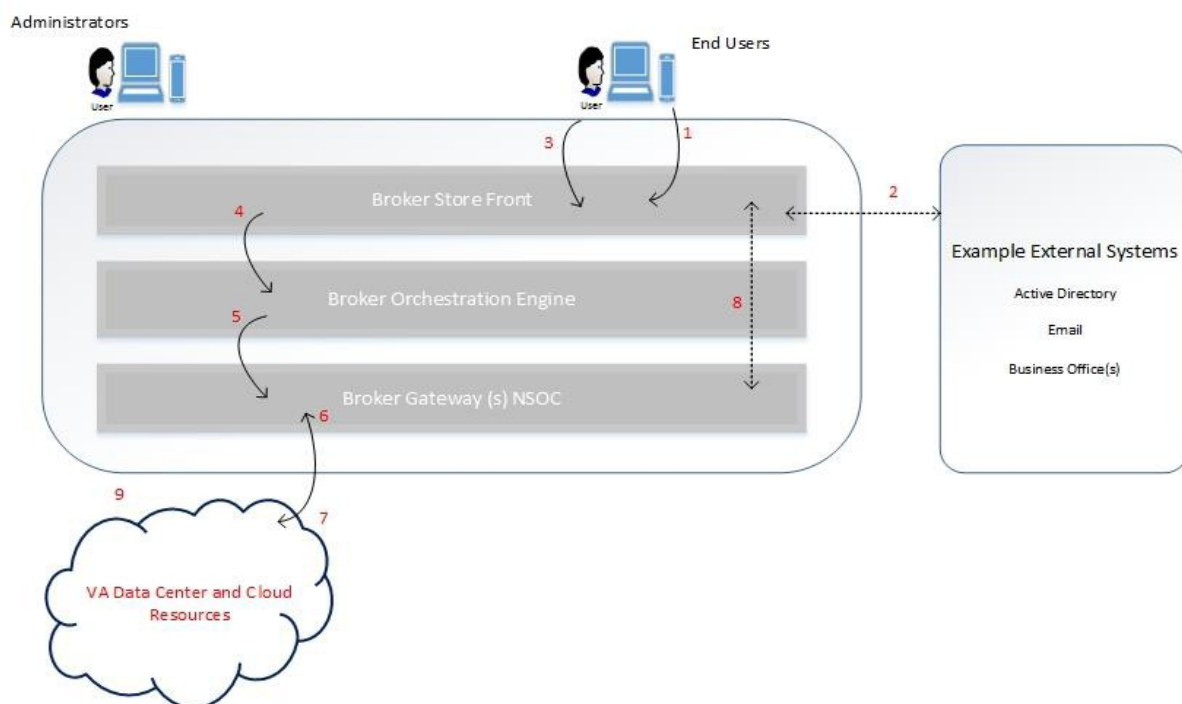 Administrators
End Users
User
User
1
3
2
Broker Store Front
4
Example External Systems
Active Directory
Broker Orchestration Engine
8
5
Email
Business Office(s)
Broker Gateway (s) NSOC
6
9
7
VA Data Center and Cloud
Resources